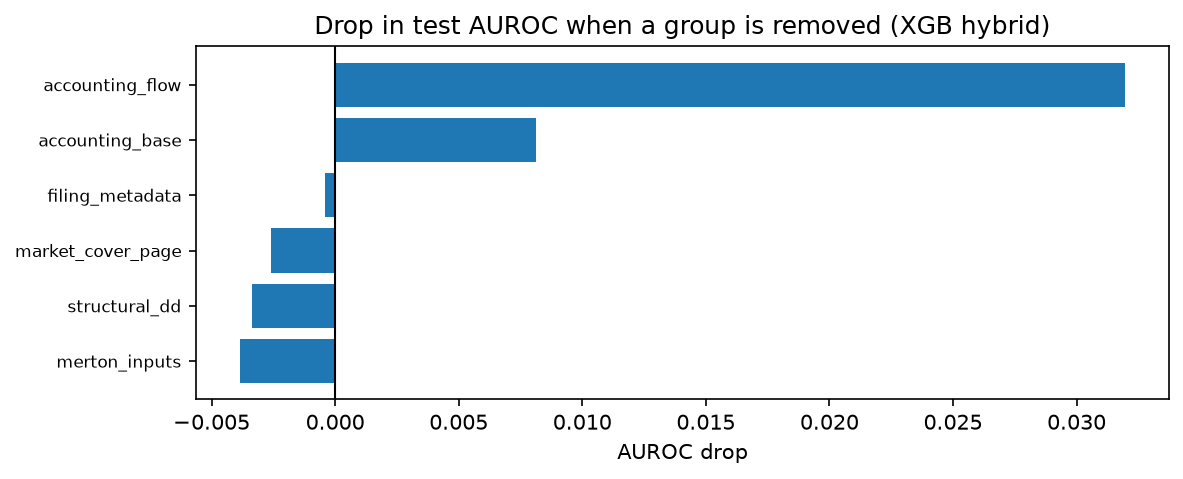 Drop in test AUROC when a group is removed (XGB hybrid)
accounting_flow
accounting_base
filing_metadata
market_cover_page
structural_dd
merton_inputs
−0.005 0.000 0.005 0.010 0.015 0.020 0.025 0.030
AUROC drop